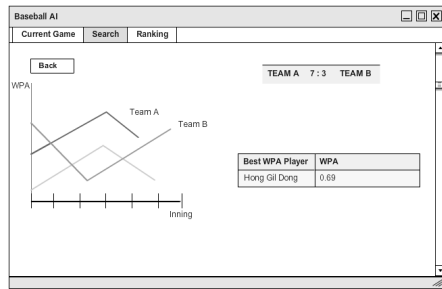 Baseball AI
Current Game Search Ranking
Back
TEAM A 7 : 3 TEAM B
WPA
Team A
Team B
Best WPA Player WPA
Hong Gil Dong 0.69
Inning